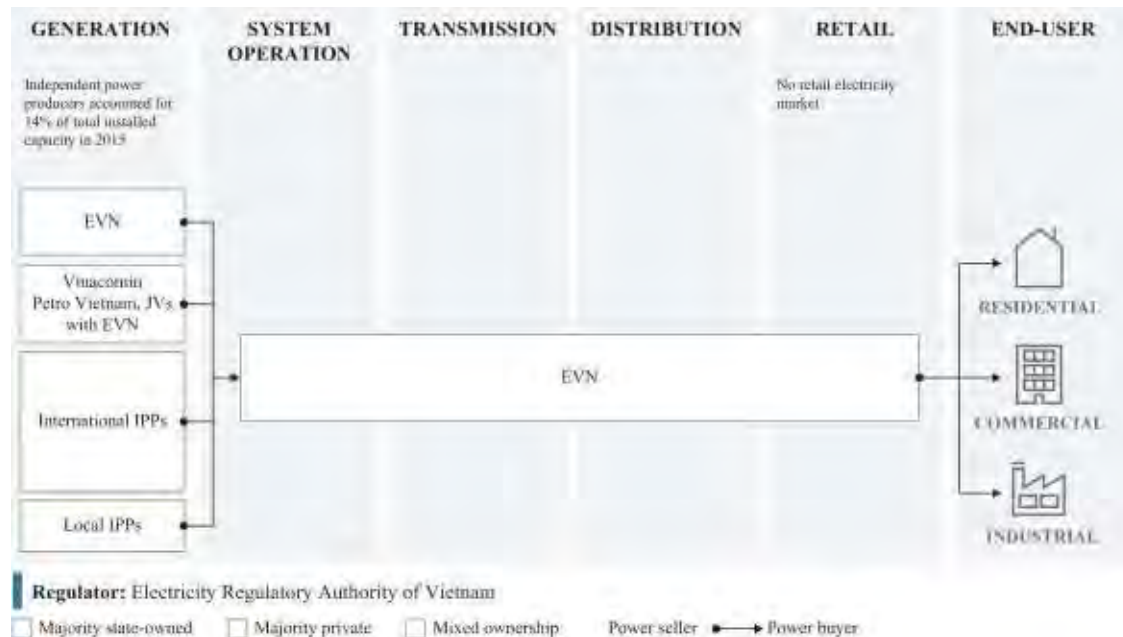 GENERATION
SYSTEM
OPERATION
TRANSMISSION
DISTRIBUTION
RETAIL
END-USER
Independent power
producers accounted for
14% of total installed
capacity in 2015
No retail electricity
market
EVN
Vinacomin
Petro Vietnam, JVs
with EVN
International IPPs
Local IPPs
EVN
RESIDENTIAL
COMMERCIAL
INDUSTRIAL
Regulator: Electricity Regulatory Authority of Vietnam
Majority state-owned Majority private Mixed ownership Power seller Power buyer